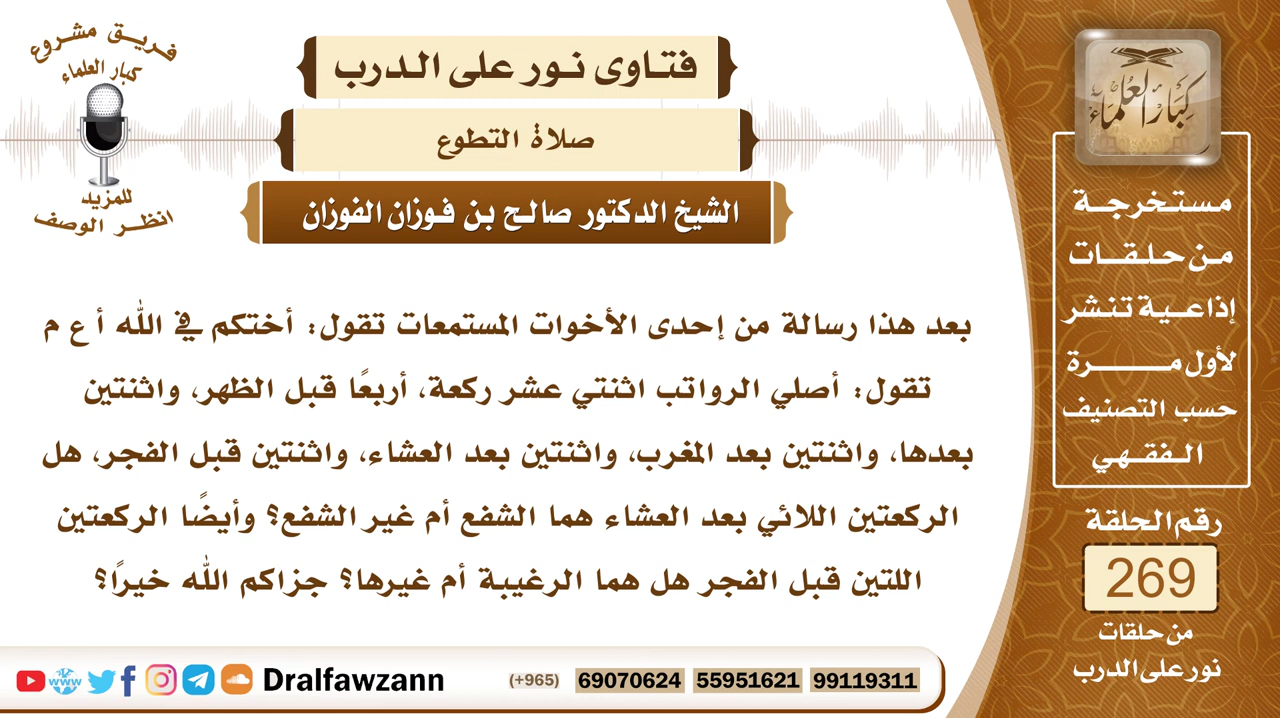 فريق مشروع
كبار العلماء
للمزيد
انظر الوصف
فتاوى نور على الدرب
صلاة التطوع
الشيخ الدكتور صالح بن فوزان الفوزان
بعد هذا رسالة من إحدى الأخوات المستمعات تقول: أختكم في الله أ ع م
تقول: أصلي الرواتب اثنتي عشر ركعة، أربعًا قبل الظهر، واثنتين
بعدها، واثنتين بعد المغرب، واثنتين بعد العشاء، واثنتين قبل الفجر، هل
الركعتين اللائي بعد العشاء هما الشفع أم غير الشفع؟ وأيضًا الركعتين
اللتين قبل الفجر هل هما الرغيبة أم غيرها؟ جزاكم الله خيرًا؟
كِبَارُ العُلَمَاء
مستخرجة
من حلقات
إذاعية تنشر
لأول مرة
حسب التصنيف
الفقهي
رقم الحلقة
269
من حلقات
نور على الدرب
www Dralfawzann (+965) 69070624 55951621 99119311